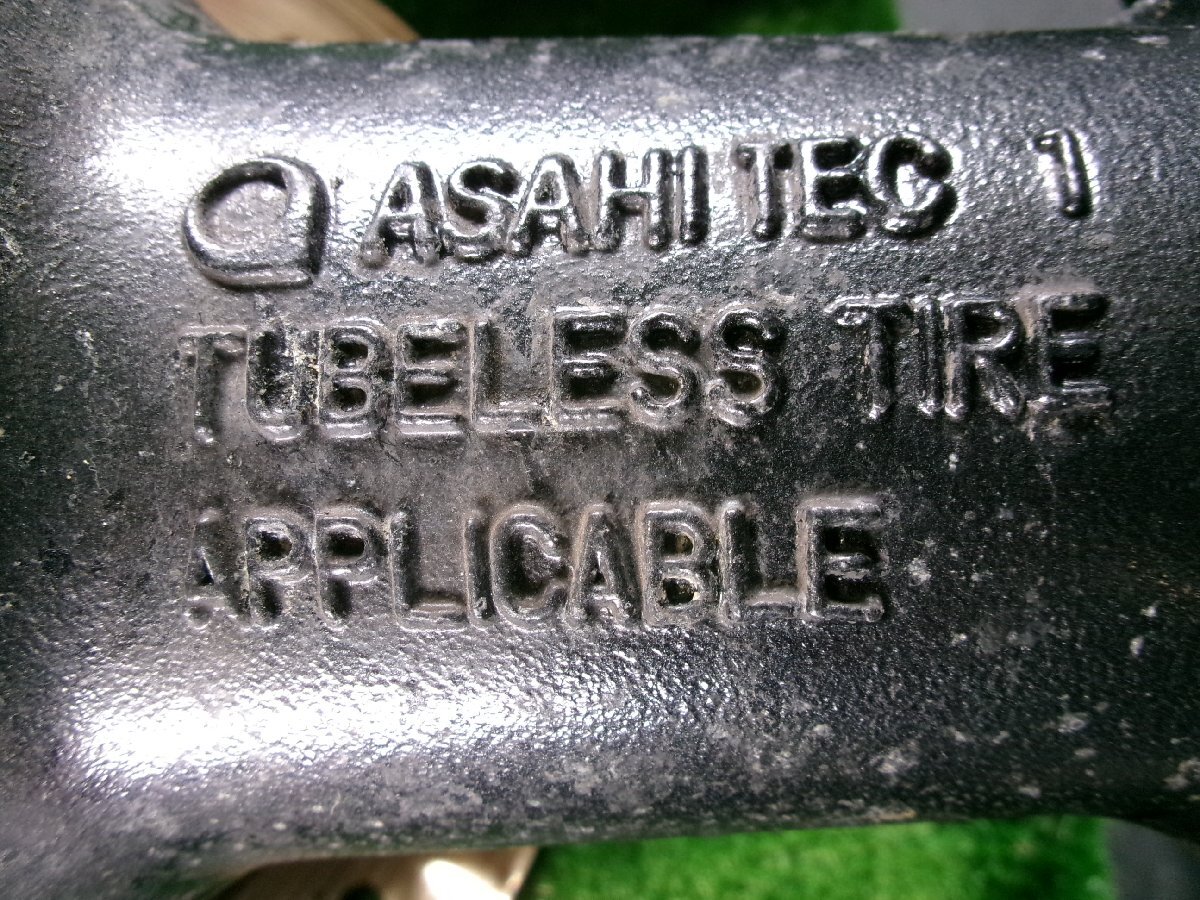 ASAHI TEC 1
TUBELESS TIRE
APPLICABLE